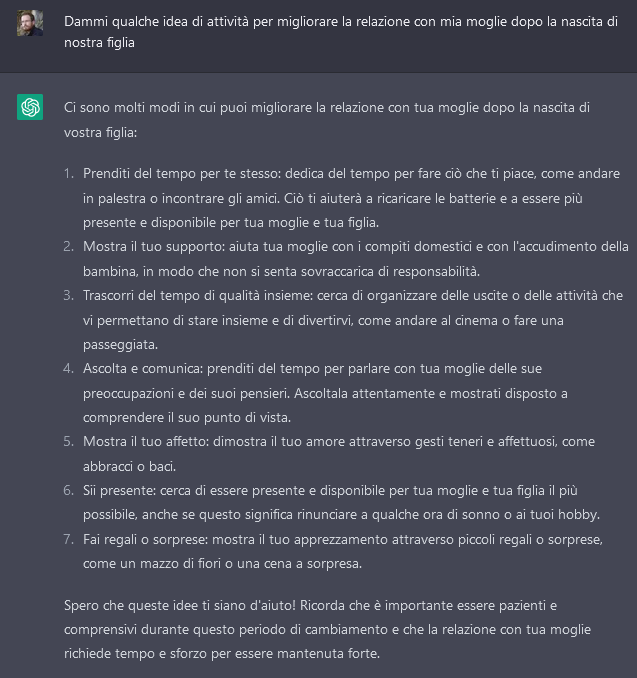 Dammi qualche idea di attività per migliorare la relazione con mia moglie dopo la nascita di
nostra figlia
Ci sono molti modi in cui puoi migliorare la relazione con tua moglie dopo la nascita di
vostra figlia:
1. Prenditi del tempo per te stesso: dedica del tempo per fare ciò che ti piace, come andare
in palestra o incontrare gli amici. Ciò ti aiuterà a ricaricare le batterie e a essere più
presente e disponibile per tua moglie e tua figlia.
2. Mostra il tuo supporto: aiuta tua moglie con i compiti domestici e con l'accudimento della
bambina, in modo che non si senta sovraccarica di responsabilità.
3. Trascorri del tempo di qualità insieme: cerca di organizzare delle uscite o delle attività che
vi permettano di stare insieme e di divertirvi, come andare al cinema o fare una
passeggiata.
4. Ascolta e comunica: prenditi del tempo per parlare con tua moglie delle sue
preoccupazioni e dei suoi pensieri. Ascoltala attentamente e mostrati disposto a
comprendere il suo punto di vista.
5. Mostra il tuo affetto: dimostra il tuo amore attraverso gesti teneri e affettuosi, come
abbracci o baci.
6. Sii presente: cerca di essere presente e disponibile per tua moglie e tua figlia il più
possibile, anche se questo significa rinunciare a qualche ora di sonno o ai tuoi hobby.
7. Fai regali o sorprese: mostra il tuo apprezzamento attraverso piccoli regali o sorprese,
come un mazzo di fiori o una cena a sorpresa.
Spero che queste idee ti siano d'aiuto! Ricorda che è importante essere pazienti e
comprensivi durante questo periodo di cambiamento e che la relazione con tua moglie
richiede tempo e sforzo per essere mantenuta forte.